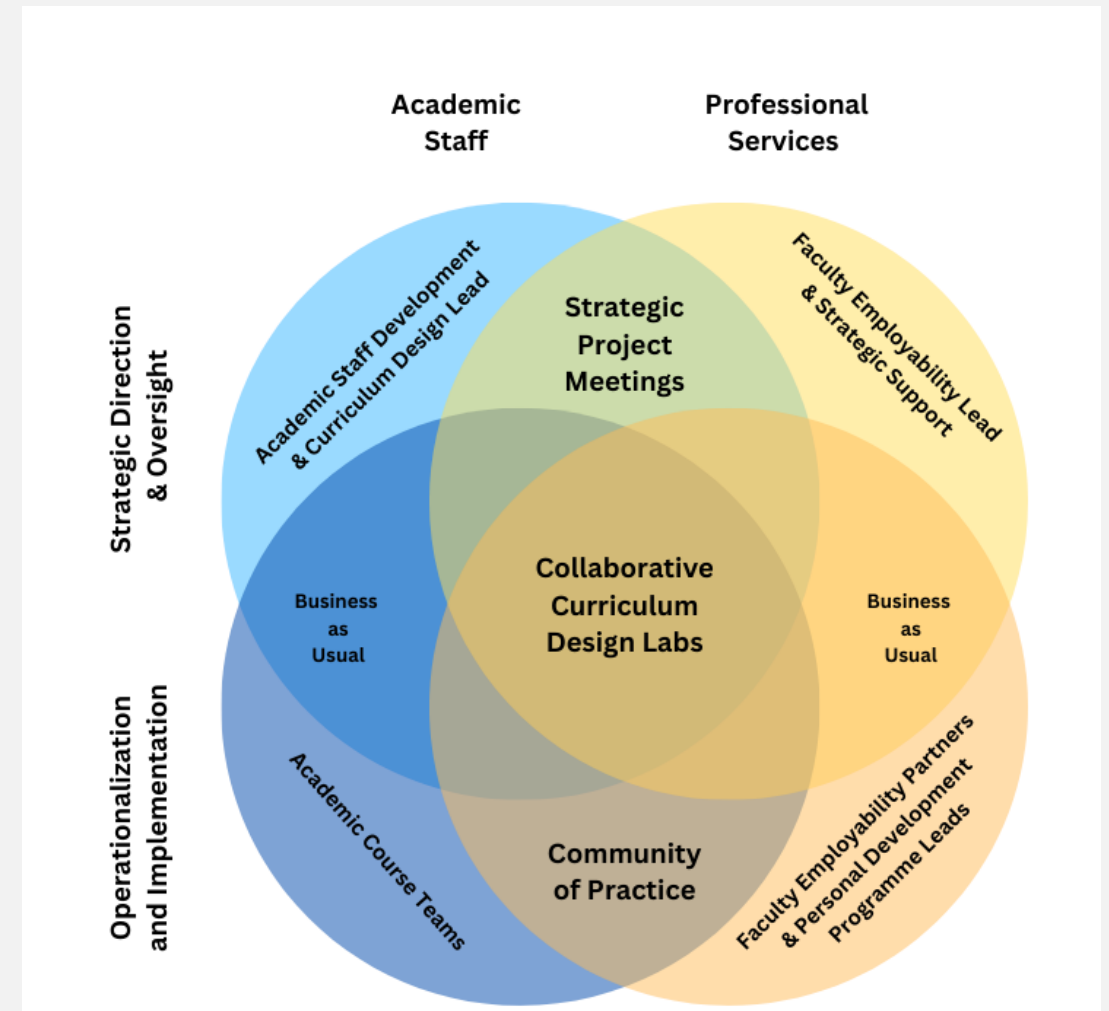 Academic
Staff
Professional
Services
Strategic Direction
& Oversight
Academic Staff Development
& Curriculum Design Lead
Strategic
Project
Meetings
Faculty Employability Lead
& Strategic Support
Business
as
Usual
Collaborative
Curriculum
Design Labs
Business
as
Usual
Operationalization
and Implementation
Academic Course Teams
Community
of Practice
Faculty Employability Partners
& Personal Development
Programme Leads